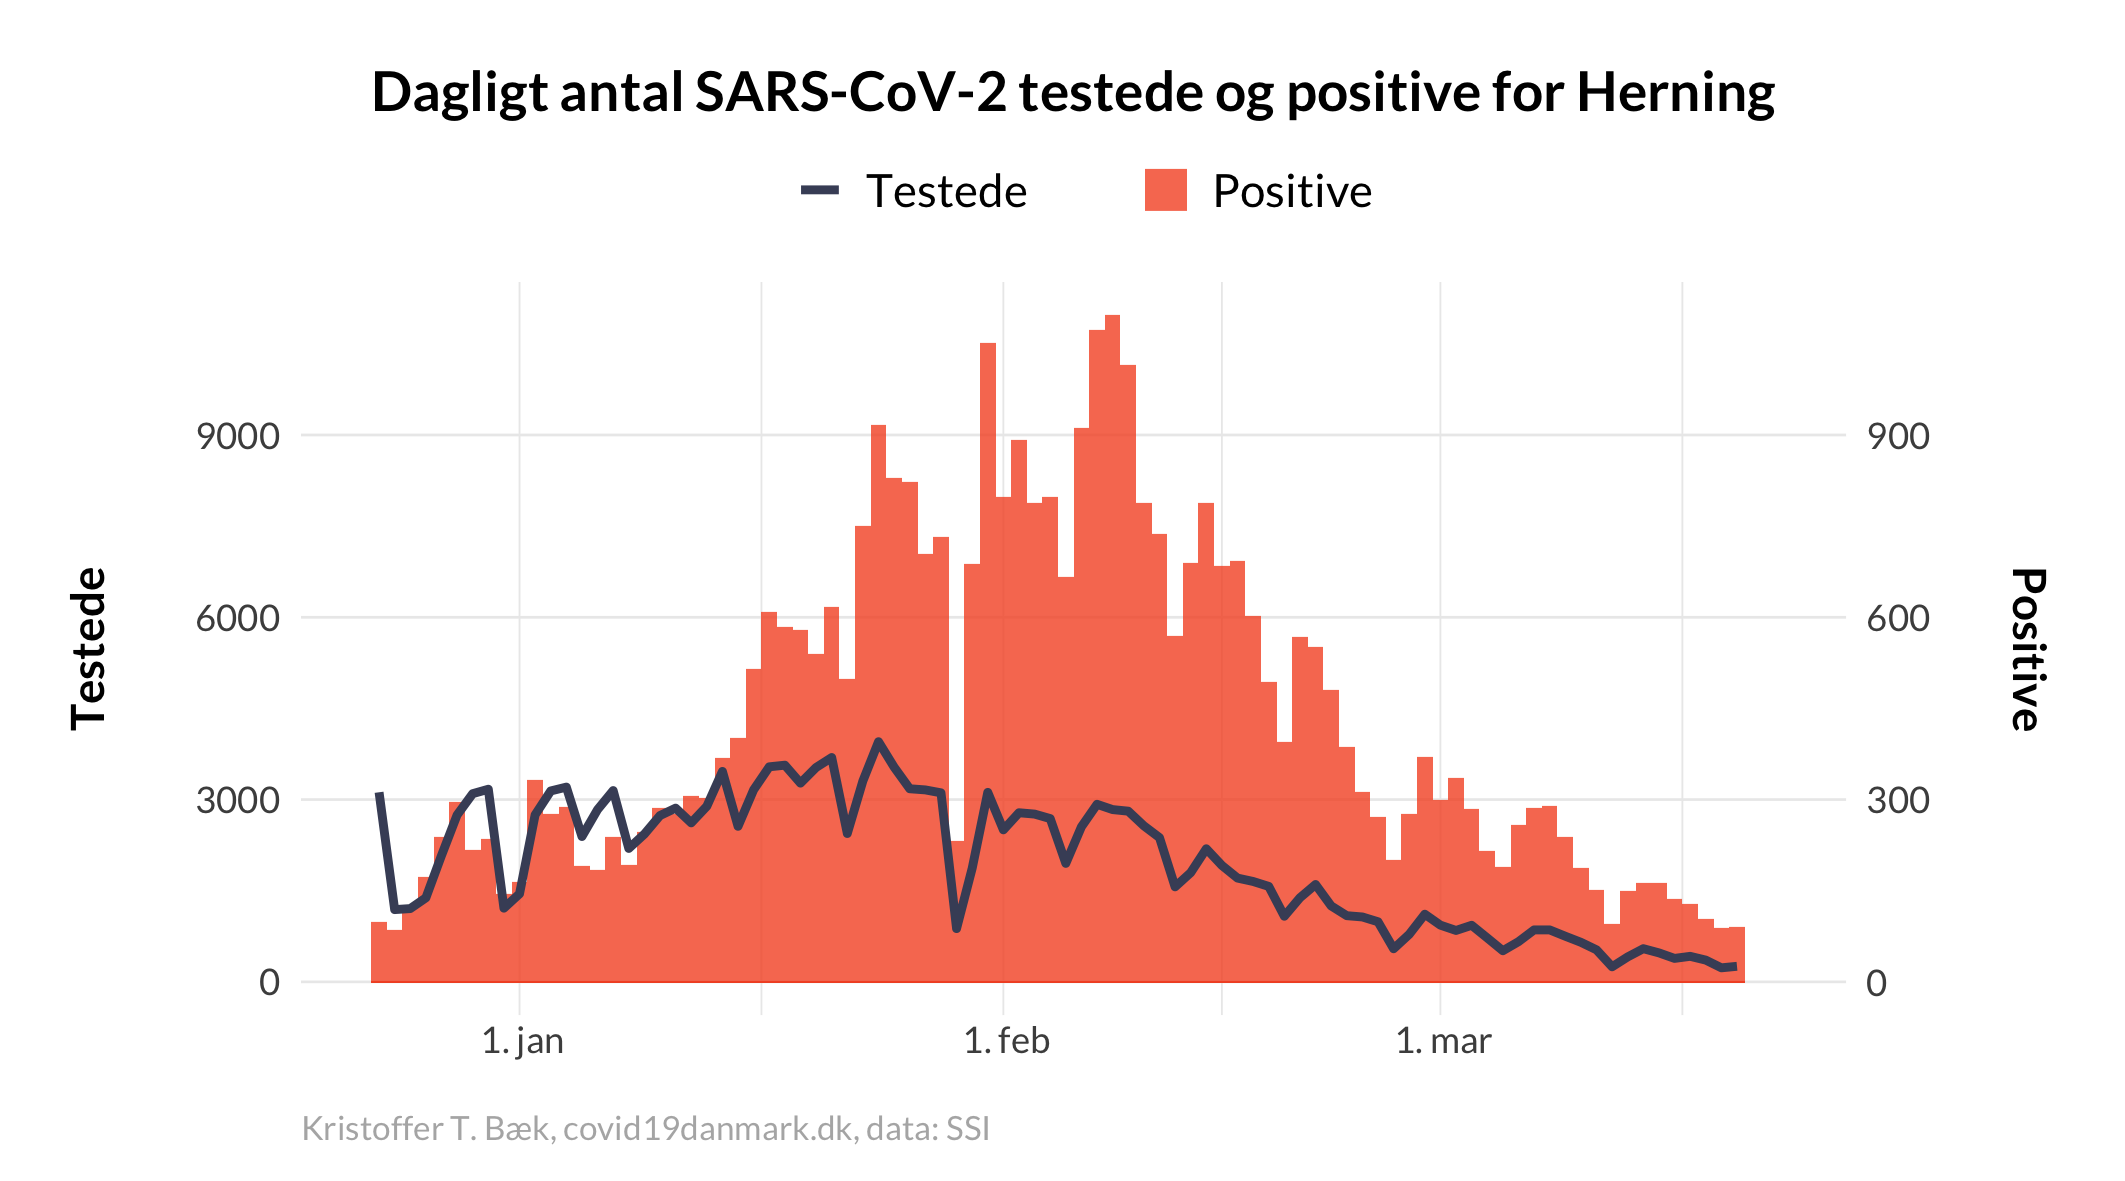 Dagligt antal SARS-CoV-2 testede og positive for Herning
Testede Positive
9000 900
6000 600
3000 300
0 0
Testede
Positive
1. jan 1. feb 1. mar
Kristoffer T. Bæk, covid19danmark.dk, data: SSI